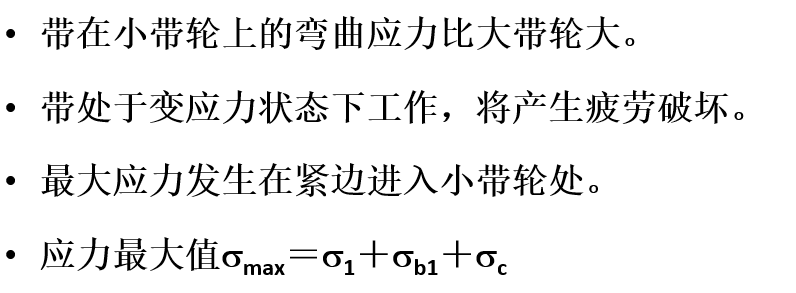 • 带在小带轮上的弯曲应力比大带轮大。
• 带处于变应力状态下工作，将产生疲劳破坏。
• 最大应力发生在紧边进入小带轮处。
• 应力最大值σmax＝σ1＋σb1＋σc